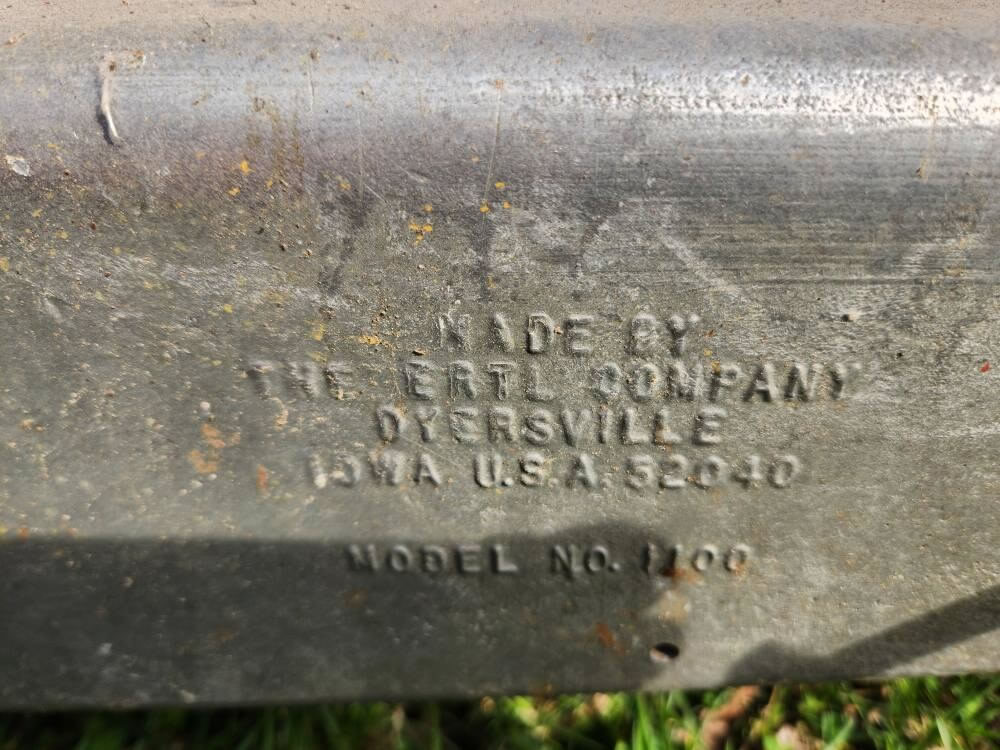 MADE BY
THE ERTL COMPANY
DYERSVILLE
IOWA U.S.A. 52040
MODEL NO. 1100